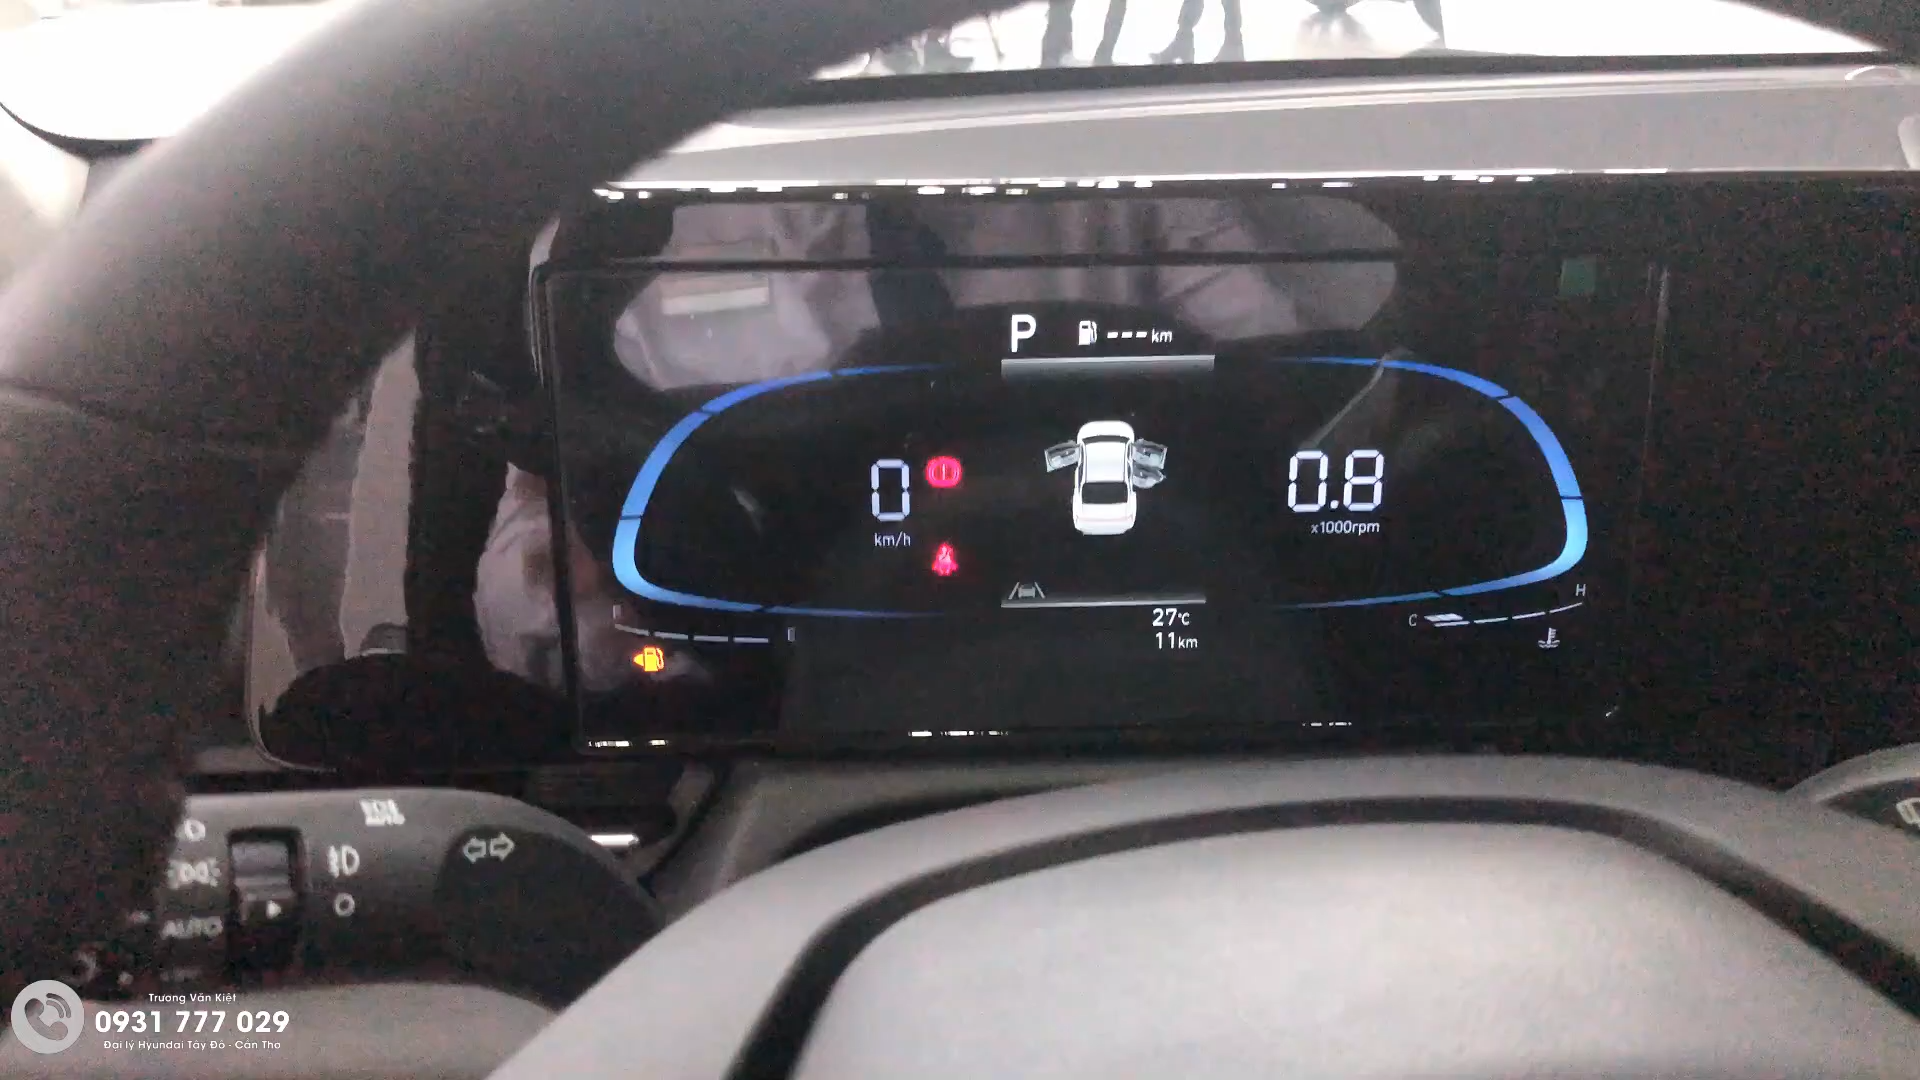 P --- km
0
km/h
0.8
x1000rpm
27°C
11km
C
H
E
AUTO
Trương Văn Kiệt
0931 777 029
Đại lý Hyundai Tây Đô - Cần Thơ